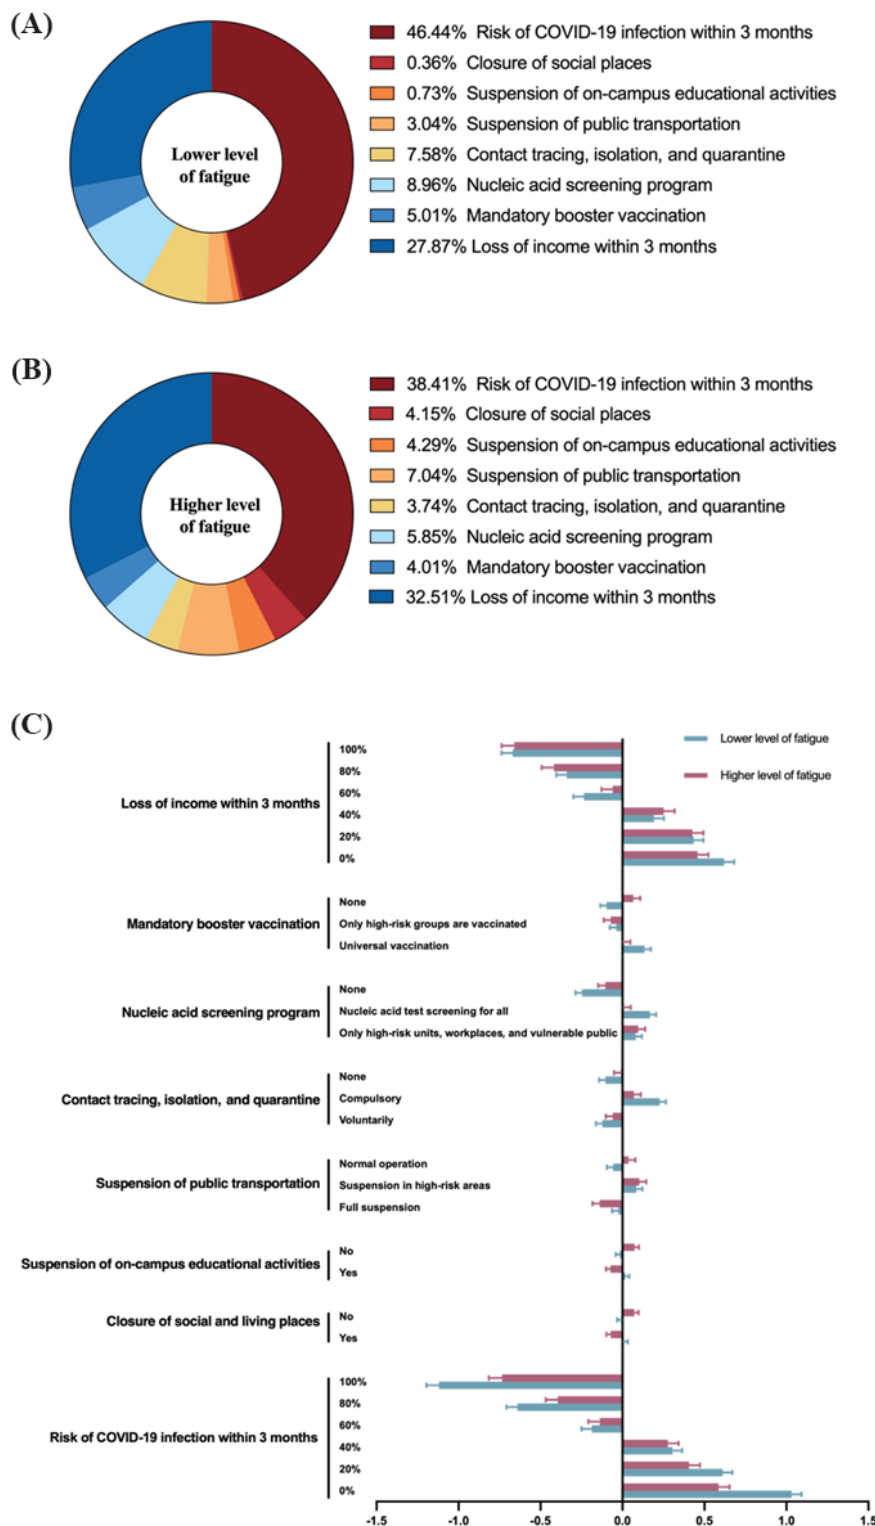 (A)
Lower level
of fatigue
46.44% Risk of COVID-19 infection within 3 months
0.36% Closure of social places
0.73% Suspension of on-campus educational activities
3.04% Suspension of public transportation
7.58% Contact tracing, isolation, and quarantine
8.96% Nucleic acid screening program
5.01% Mandatory booster vaccination
27.87% Loss of income within 3 months
(B)
Higher level
of fatigue
38.41% Risk of COVID-19 infection within 3 months
4.15% Closure of social places
4.29% Suspension of on-campus educational activities
7.04% Suspension of public transportation
3.74% Contact tracing, isolation, and quarantine
5.85% Nucleic acid screening program
4.01% Mandatory booster vaccination
32.51% Loss of income within 3 months
(C)
Lower level of fatigue
Higher level of fatigue
Loss of income within 3 months
100%
80%
60%
40%
20%
0%
Mandatory booster vaccination
None
Only high-risk groups are vaccinated
Universal vaccination
Nucleic acid screening program
None
Nucleic acid test screening for all
Only high-risk units, workplaces, and vulnerable public
Contact tracing, isolation, and quarantine
None
Compulsory
Voluntarily
Suspension of public transportation
Normal operation
Suspension in high-risk areas
Full suspension
Suspension of on-campus educational activities
No
Yes
Closure of social and living places
No
Yes
Risk of COVID-19 infection within 3 months
100%
80%
60%
40%
20%
0%
-1.5 -1.0 -0.5 0.0 0.5 1.0 1.5